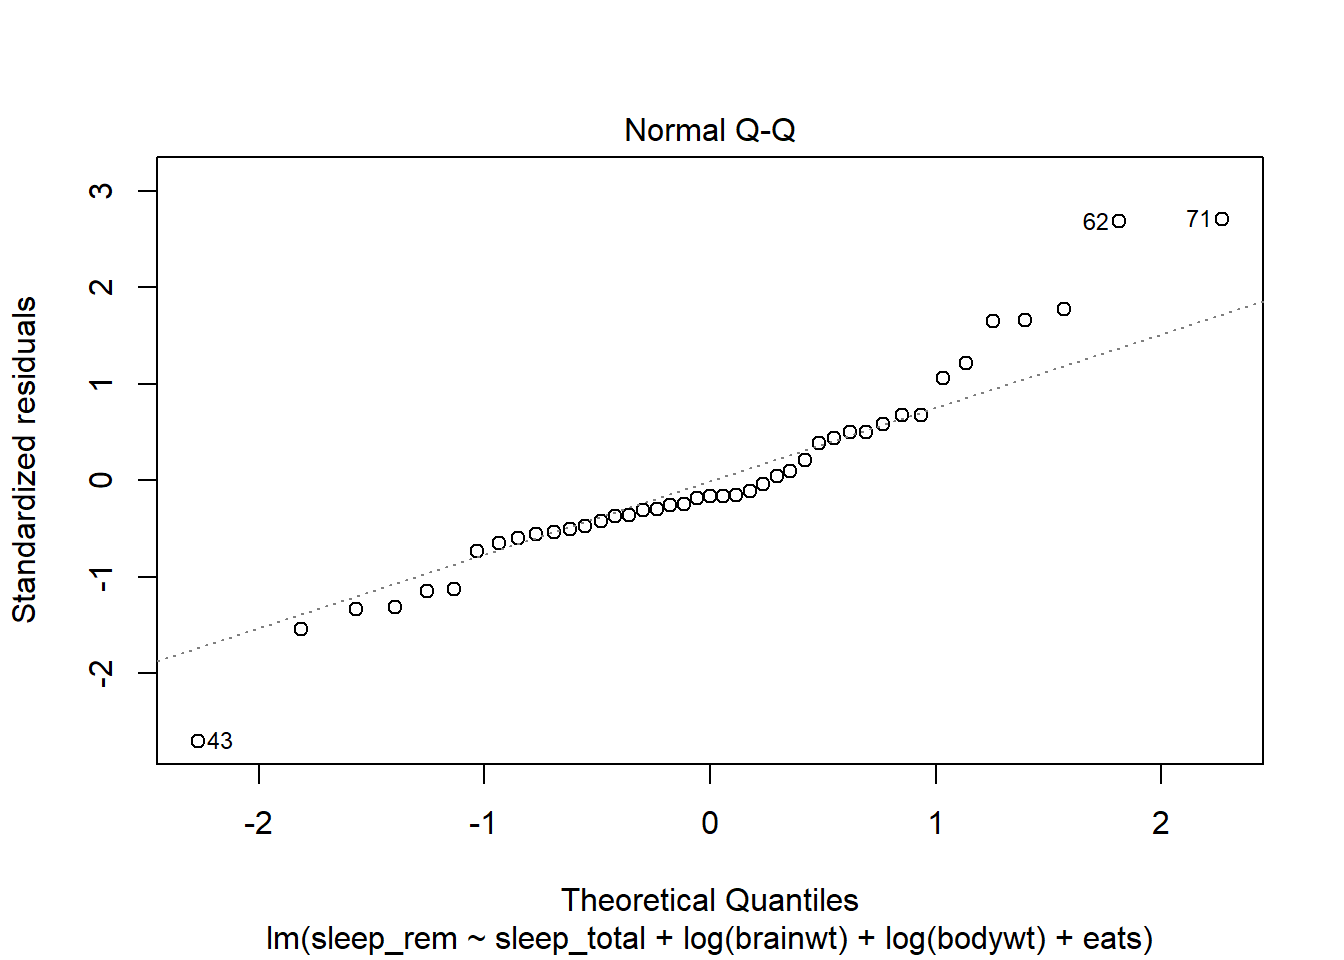 Normal Q-Q
3
62
71
2
1
0
-1
-2
43
Standardized residuals
-2 -1 0 1 2
Theoretical Quantiles
lm(sleep_rem ~ sleep_total + log(brainwt) + log(bodywt) + eats)